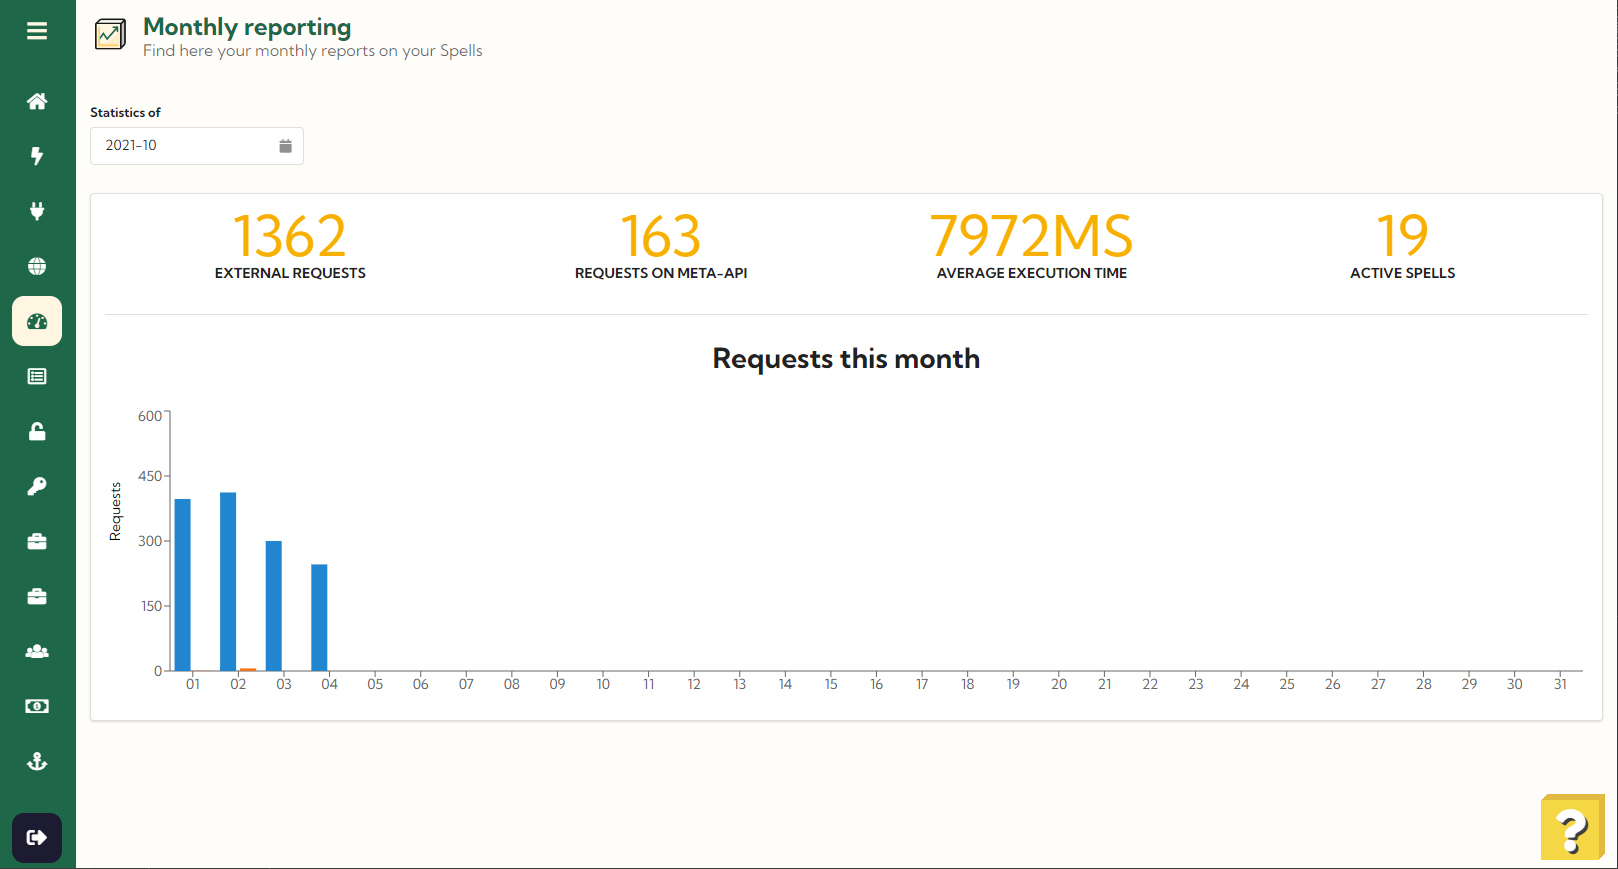 Monthly reporting
Find here your monthly reports on your Spells
Statistics of
2021-10
1362 163 7972MS 19
EXTERNAL REQUESTS REQUESTS ON META-API AVERAGE EXECUTION TIME ACTIVE SPELLS
Requests this month
Requests
600
450
300
150
0
01 02 03 04 05 06 07 08 09 10 11 12 13 14 15 16 17 18 19 20 21 22 23 24 25 26 27 28 29 30 31
?